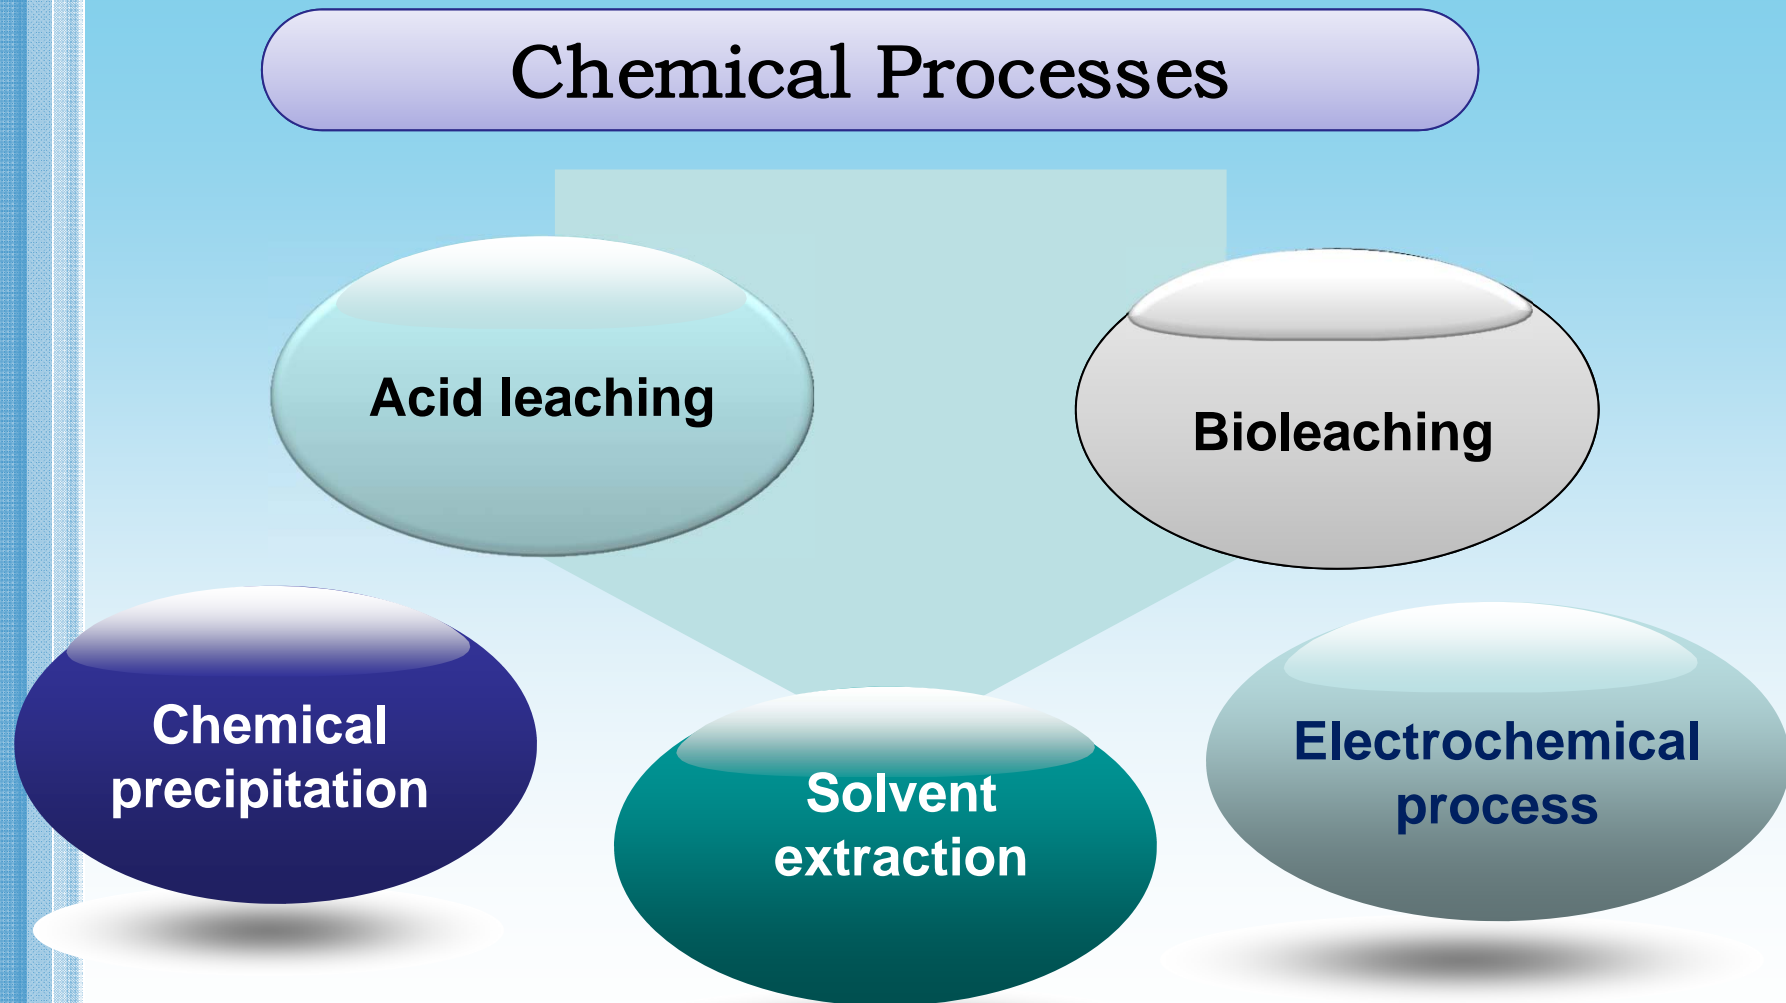 Chemical Processes
Acid leaching
Bioleaching
Chemical
precipitation
Solvent
extraction
Electrochemical
process